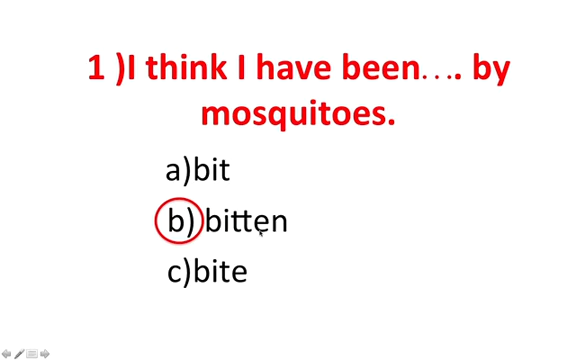 1 )I think I have been.... by
mosquitoes.
a)bit
b) bitten
c)bite